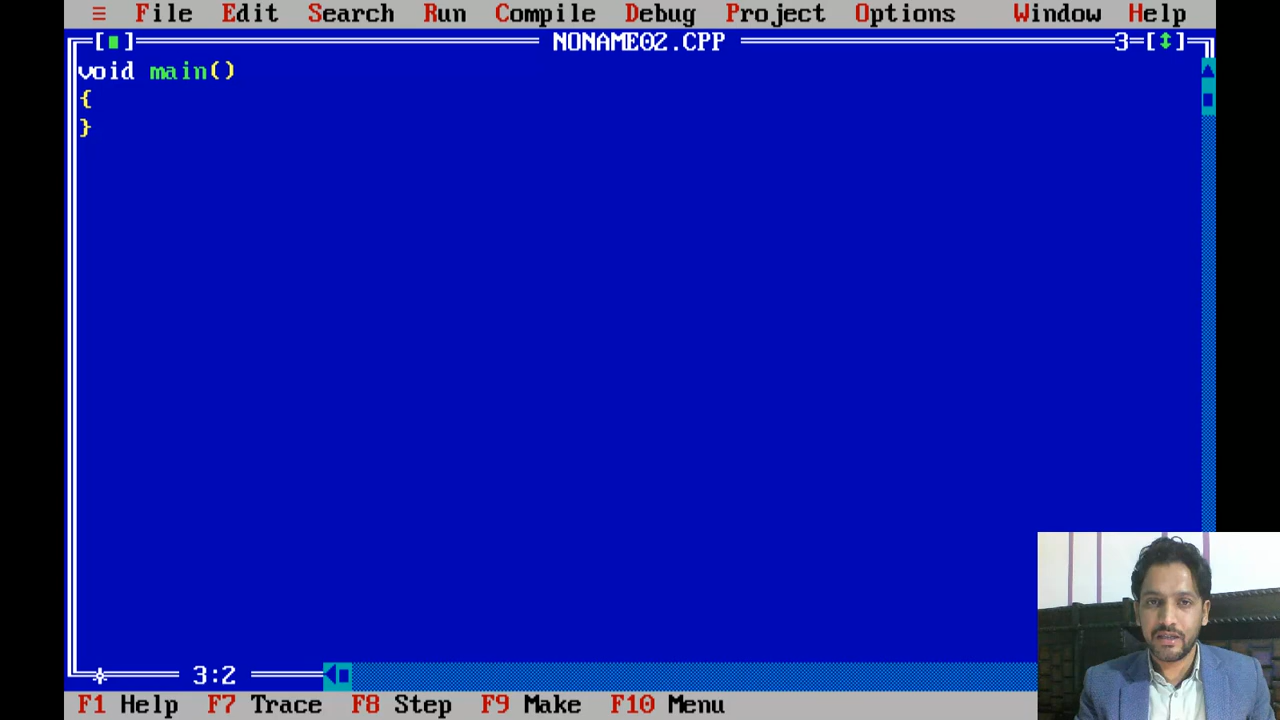 ≡ File Edit Search Run Compile Debug Project Options Window Help
[■] NONAME02.CPP 3=[↕]
void main()
{
}
3:2
F1 Help F7 Trace F8 Step F9 Make F10 Menu